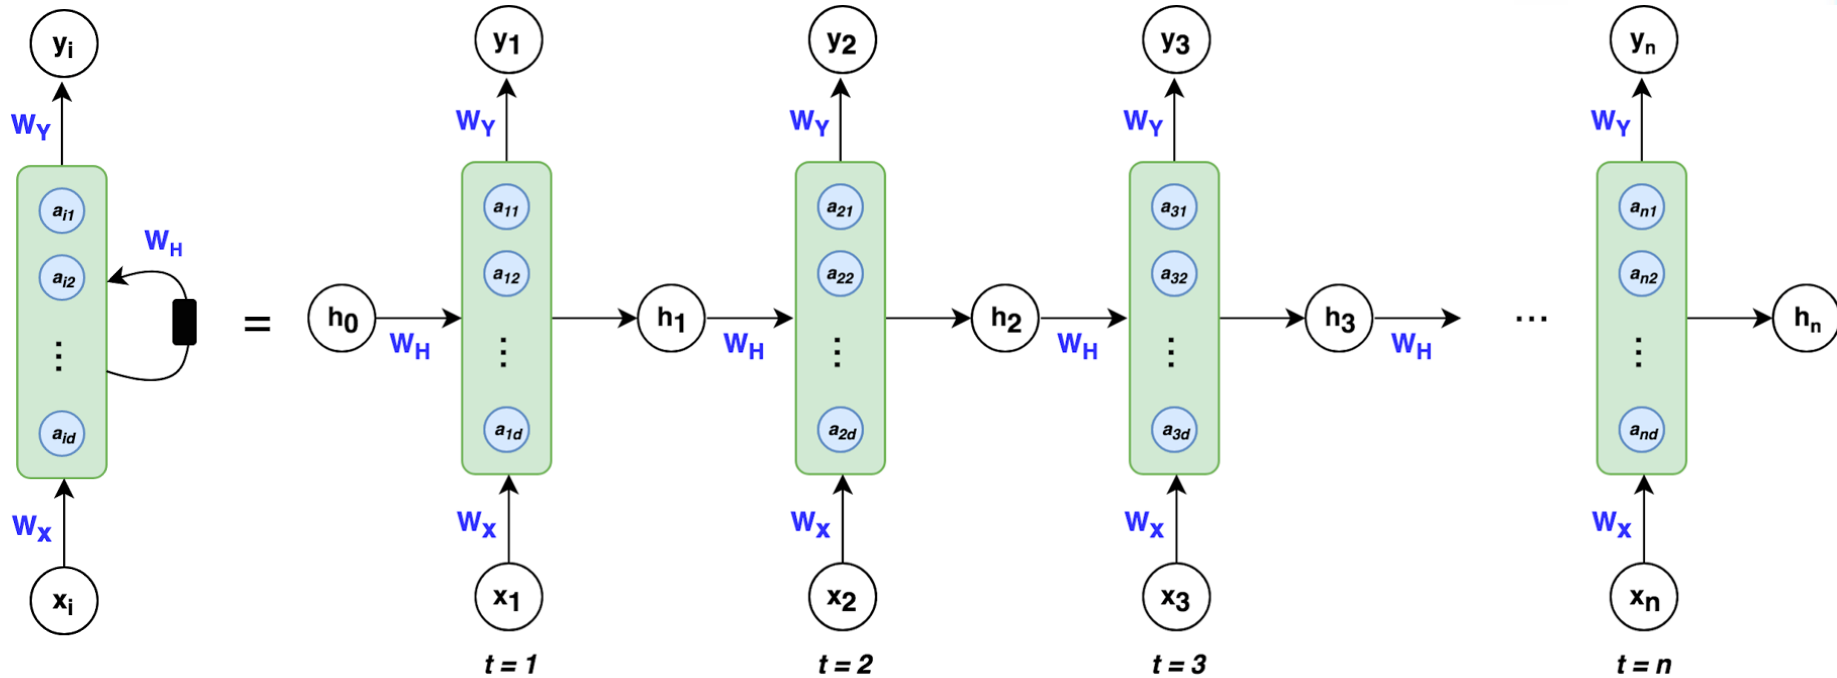 yi y1 y2 y3 yn
WY WY WY WY WY
ai1 a11 a21 a31 an1
WH
ai2 a12 a22 a32 an2
= h0 h1 h2 h3 ... hn
WH WH WH WH
⋮ ⋮ ⋮ ⋮ ⋮
aid a1d a2d a3d and
WX WX WX WX WX
xi x1 x2 x3 xn
t = 1 t = 2 t = 3 t = n